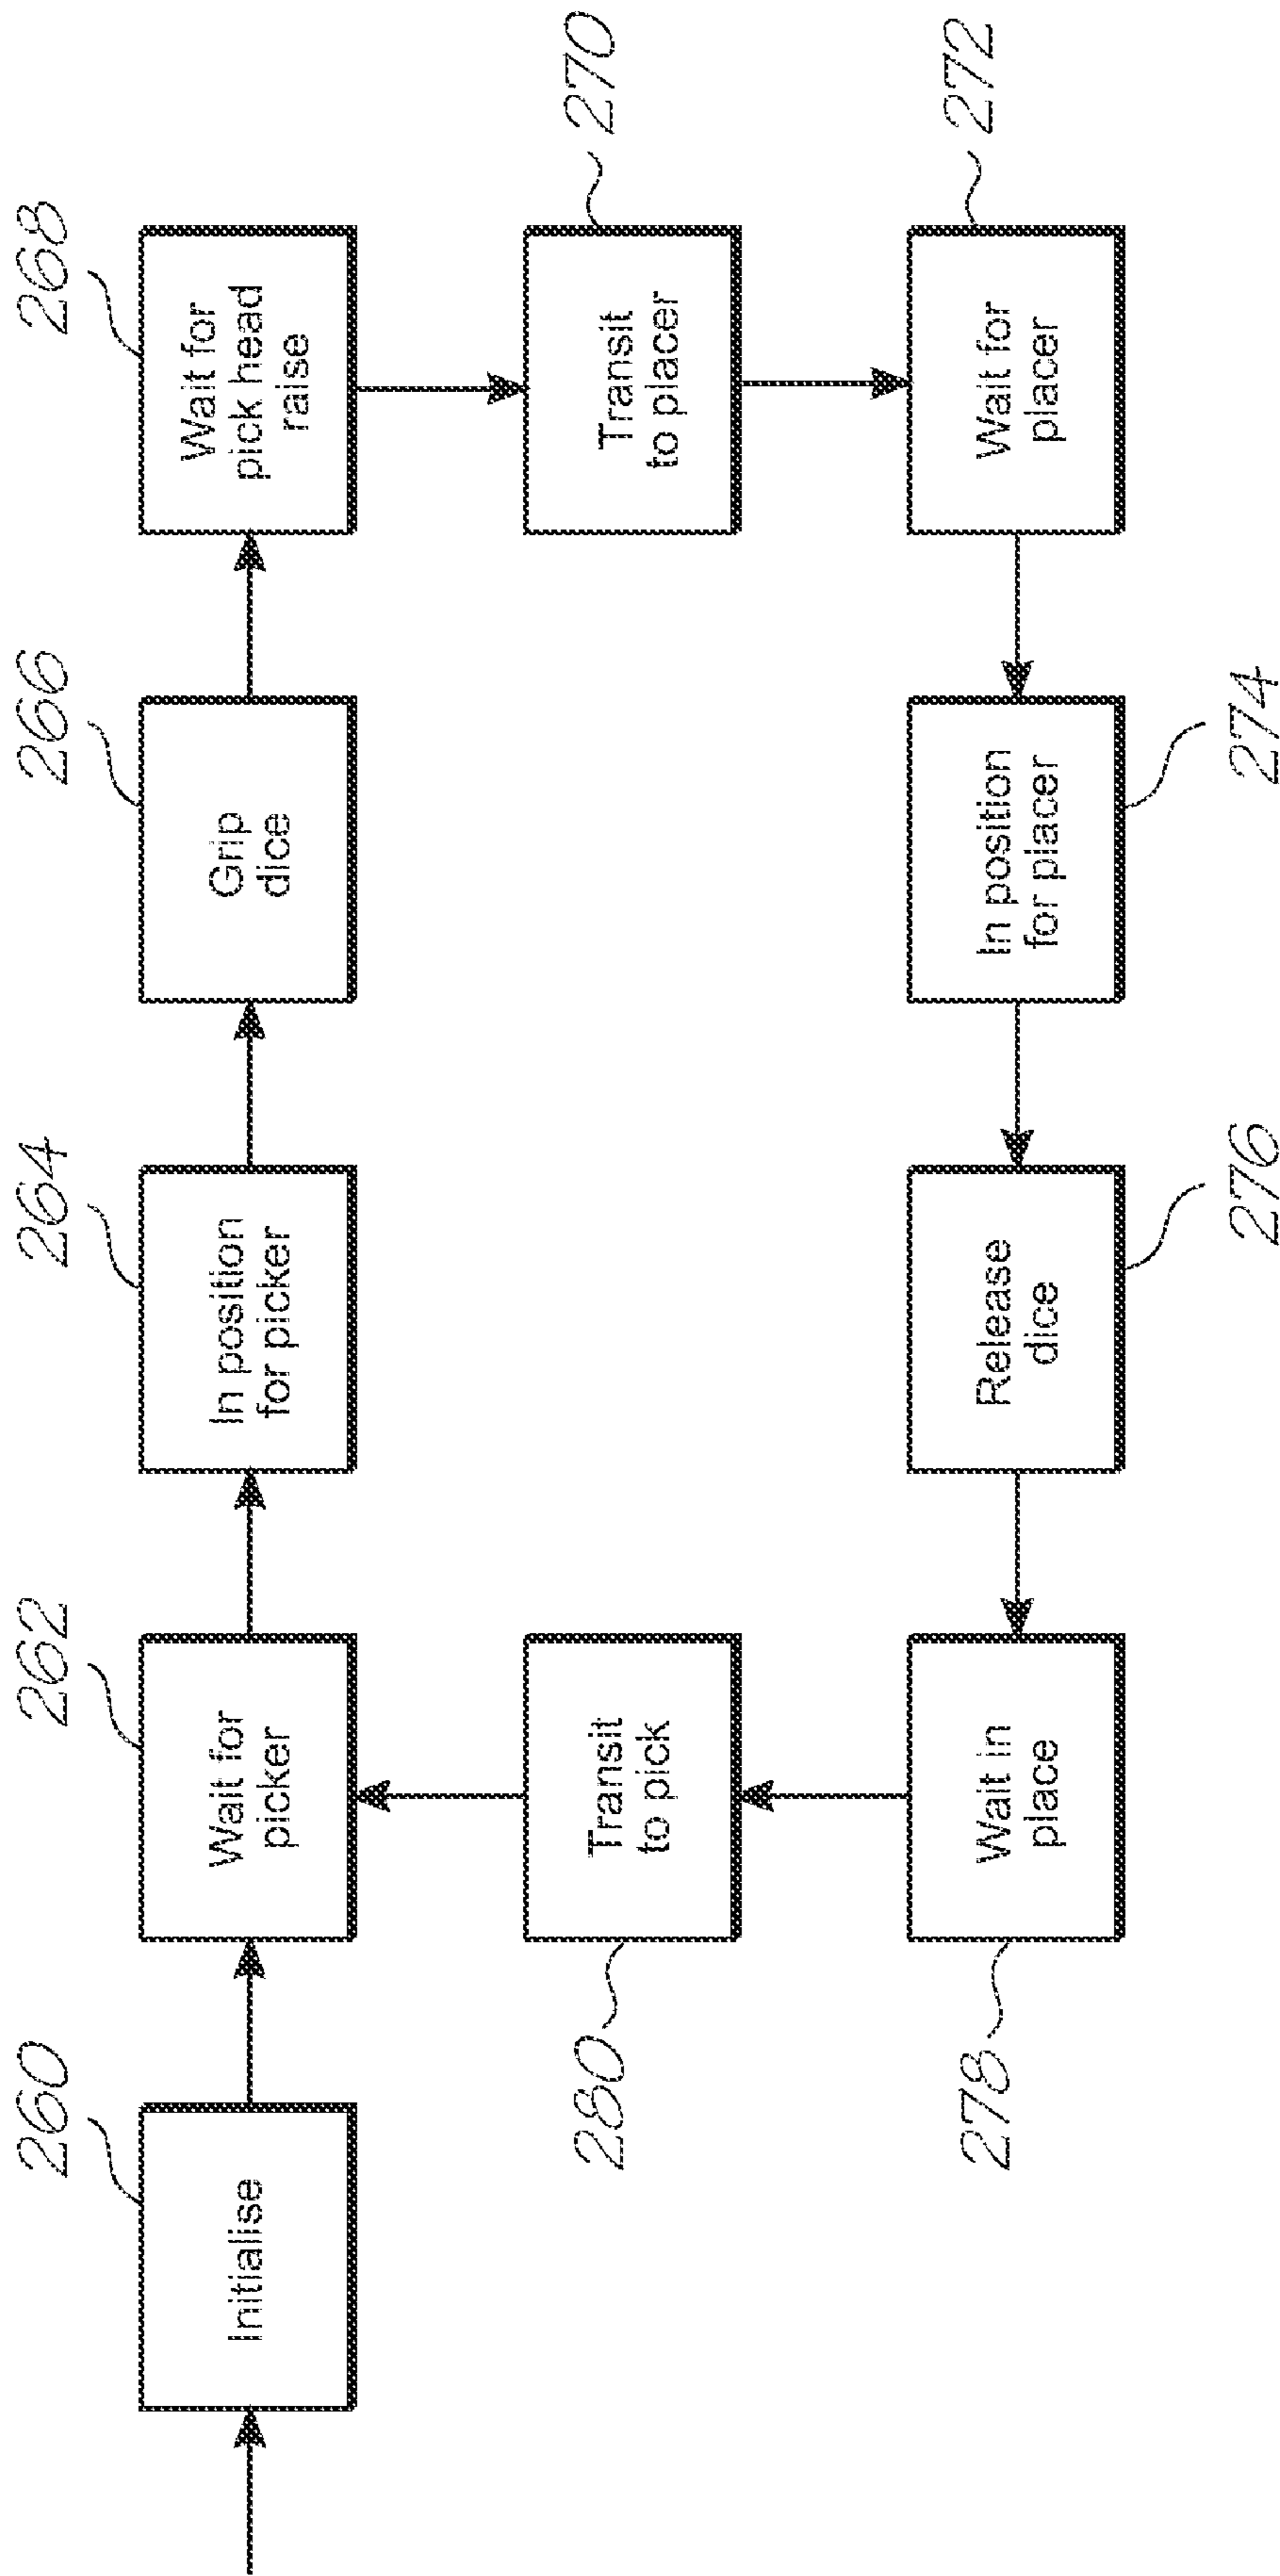 260
Initialise
262
Wait for
picker
264
In position
for picker
266
Grip
dice
268
Wait for
pick head
raise
270
Transit
to placer
272
Wait for
placer
274
In position
for placer
276
Release
dice
278
Wait in
place
280
Transit
to pick